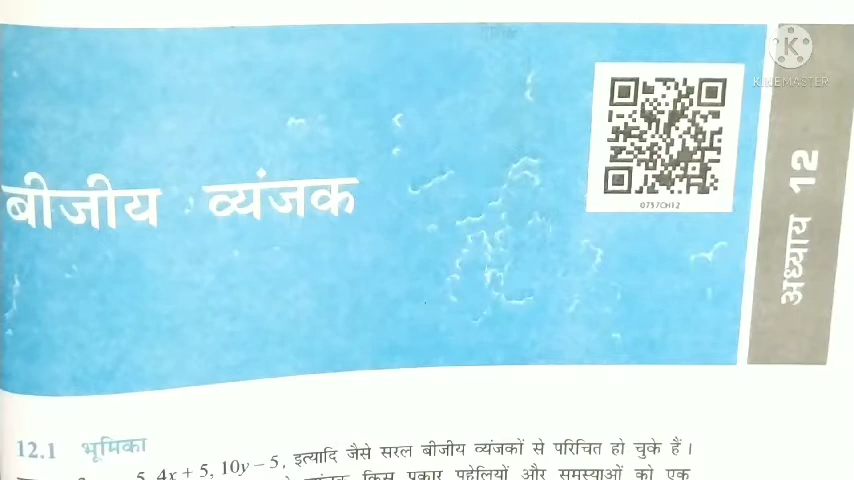 KINEMASTER
0757CH12
अध्याय 12
बीजीय व्यंजक
12.1 भूमिका
5, 4x + 5, 10y – 5, इत्यादि जैसे सरल बीजीय व्यंजकों से परिचित हो चुके हैं।
व्यंजक किस प्रकार पहेलियों और समस्याओं को एक